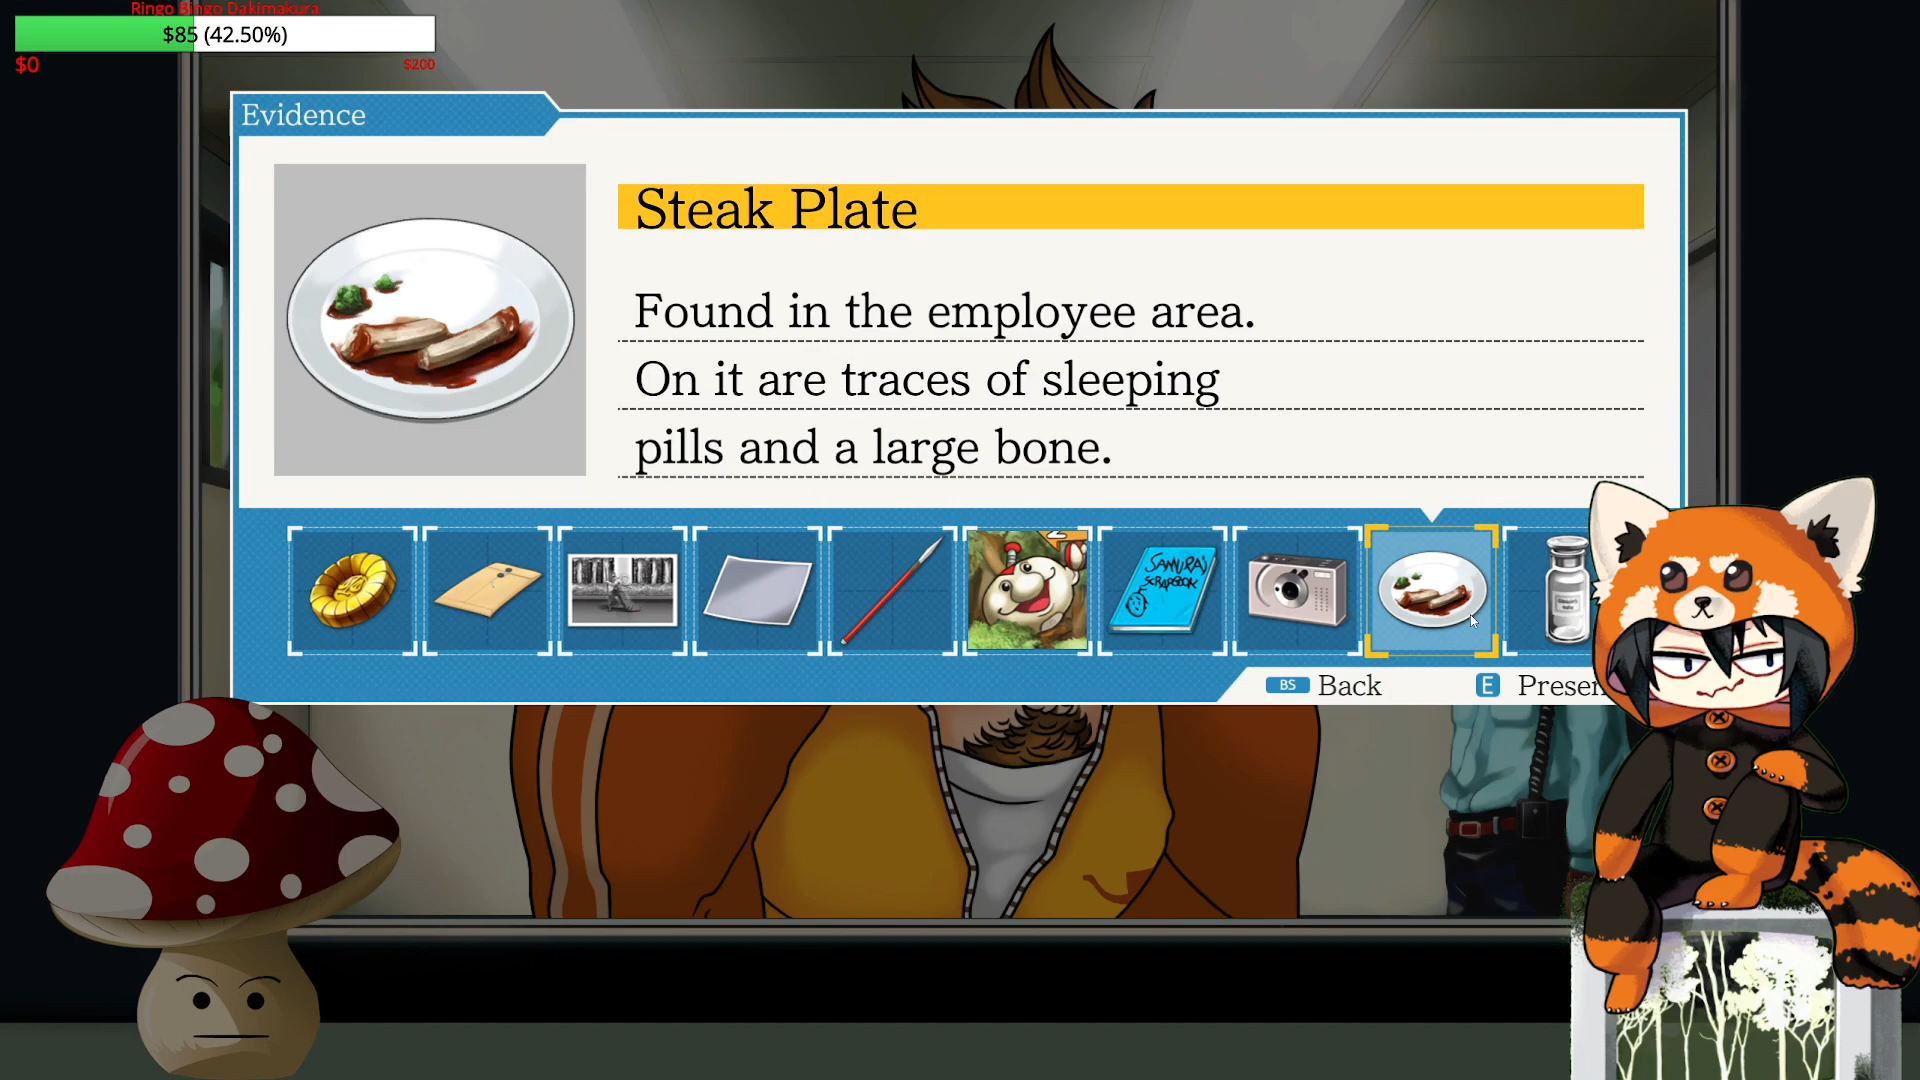 Ringo Bingo Dakimakura
$85 (42.50%)
$0
$200
Evidence
Steak Plate
Found in the employee area.
On it are traces of sleeping
pills and a large bone.
SAMURAI
SCRAPBOOK
BS Back
E